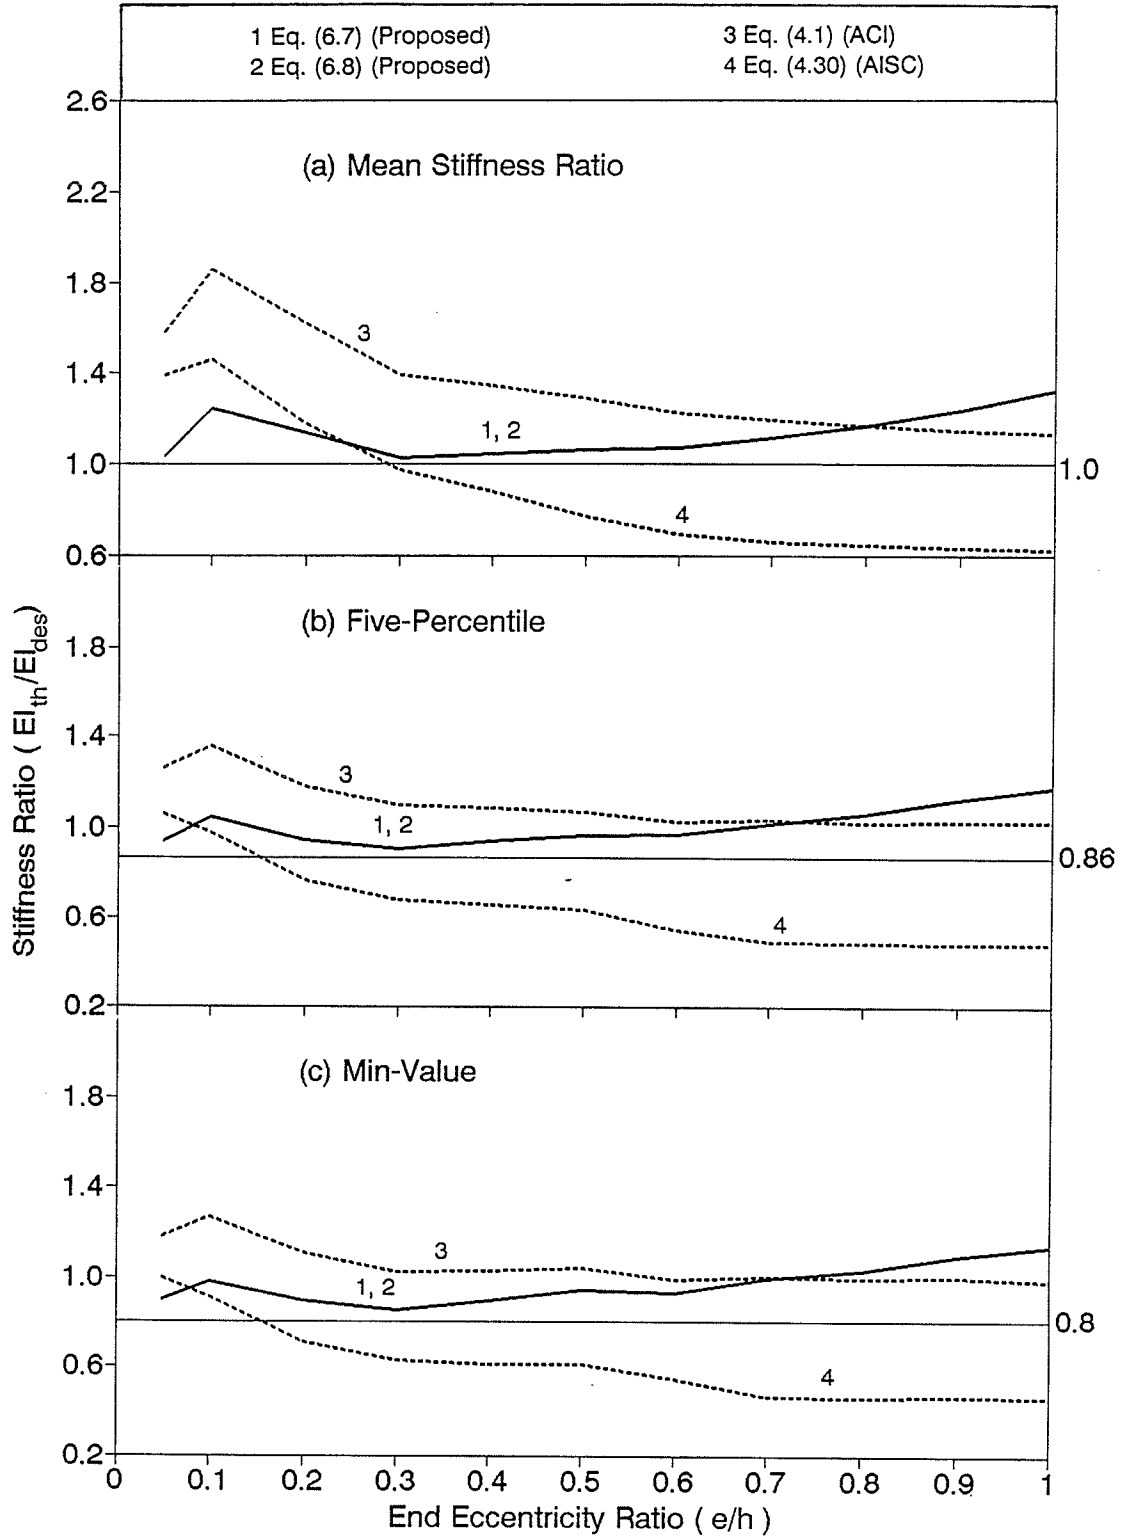 1 Eq. (6.7) (Proposed)
3 Eq. (4.1) (ACI)
2 Eq. (6.8) (Proposed)
4 Eq. (4.30) (AISC)
2.6
(a) Mean Stiffness Ratio
2.2
1.8
3
1.4
1, 2
1.0
1.0
4
0.6
(b) Five-Percentile
1.8
1.4
3
1, 2
1.0
0.86
0.6
4
0.2
(c) Min-Value
1.8
1.4
3
1.0
1, 2
0.8
0.6
4
0.2
0 0.1 0.2 0.3 0.4 0.5 0.6 0.7 0.8 0.9 1
End Eccentricity Ratio ( e/h )
Stiffness Ratio ( EIth/EIdes)